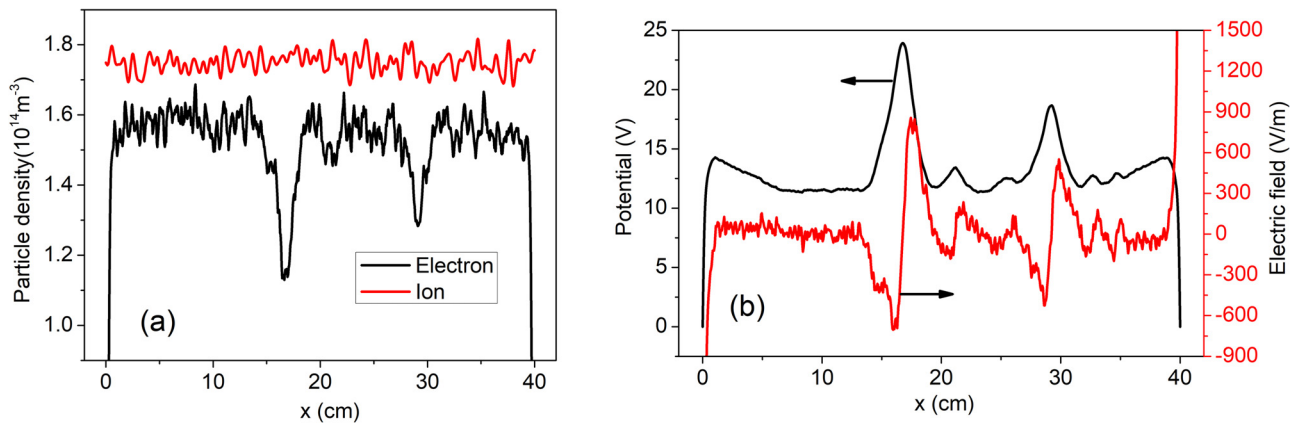 Particle density(10¹⁴m⁻³)
1.8
1.6
1.4
1.2
1.0
Electron
Ion
(a)
0 10 20 30 40
x (cm)
Potential (V)
25
20
15
10
5
0
(b)
0 10 20 30 40
x (cm)
1500
1200
900
600
300
0
-300
-600
-900
Electric field (V/m)